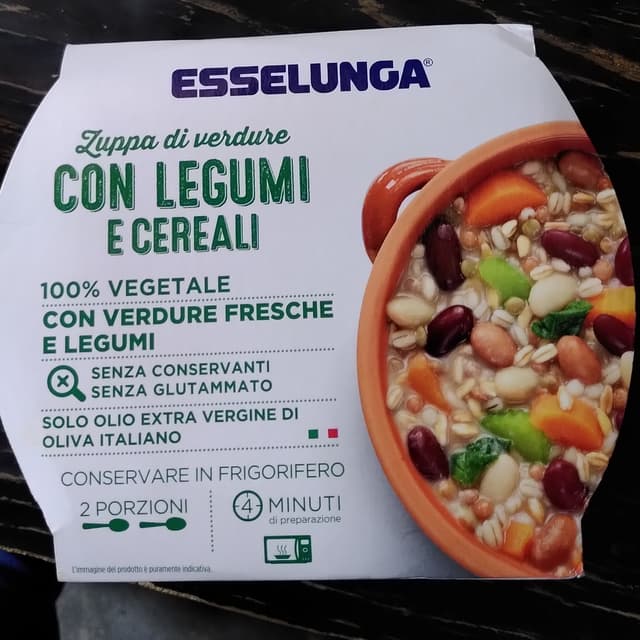 ESSELUNGA®
Zuppa di verdure
CON LEGUMI
E CEREALI
100% VEGETALE
CON VERDURE FRESCHE
E LEGUMI
SENZA CONSERVANTI
SENZA GLUTAMMATO
SOLO OLIO EXTRA VERGINE DI
OLIVA ITALIANO
CONSERVARE IN FRIGORIFERO
2 PORZIONI
4 MINUTI
di preparazione
L'immagine del prodotto è puramente indicativa.